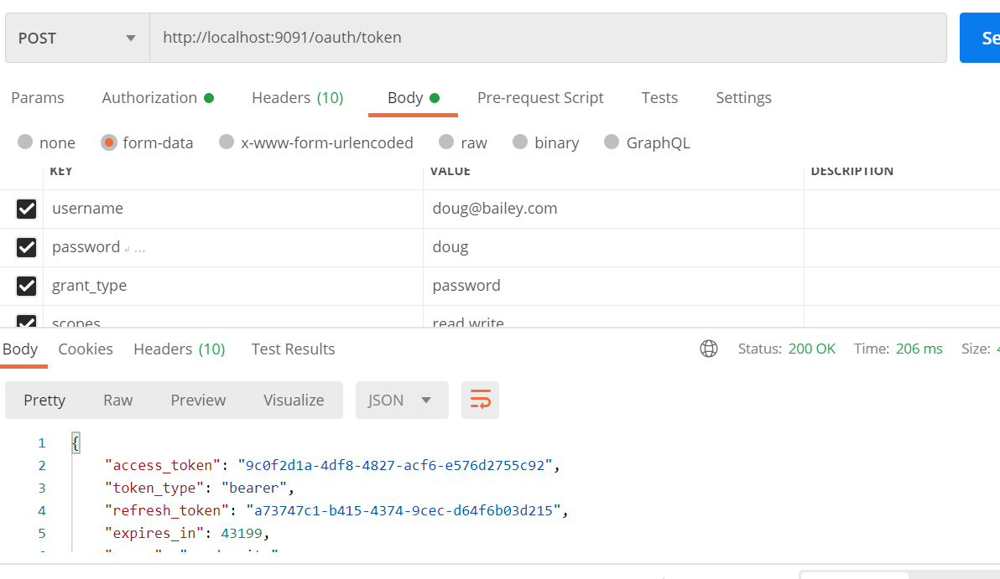 POST http://localhost:9091/oauth/token
Params Authorization Headers (10) Body Pre-request Script Tests Settings
none form-data x-www-form-urlencoded raw binary GraphQL
KEY VALUE DESCRIPTION
username doug@bailey.com
password ↲ ... doug
grant_type password
scopes read write
Body Cookies Headers (10) Test Results Status: 200 OK Time: 206 ms Size:
Pretty Raw Preview Visualize JSON
1 {
2 "access_token": "9c0f2d1a-4df8-4827-acf6-e576d2755c92",
3 "token_type": "bearer",
4 "refresh_token": "a73747c1-b415-4374-9cec-d64f6b03d215",
5 "expires_in": 43199,